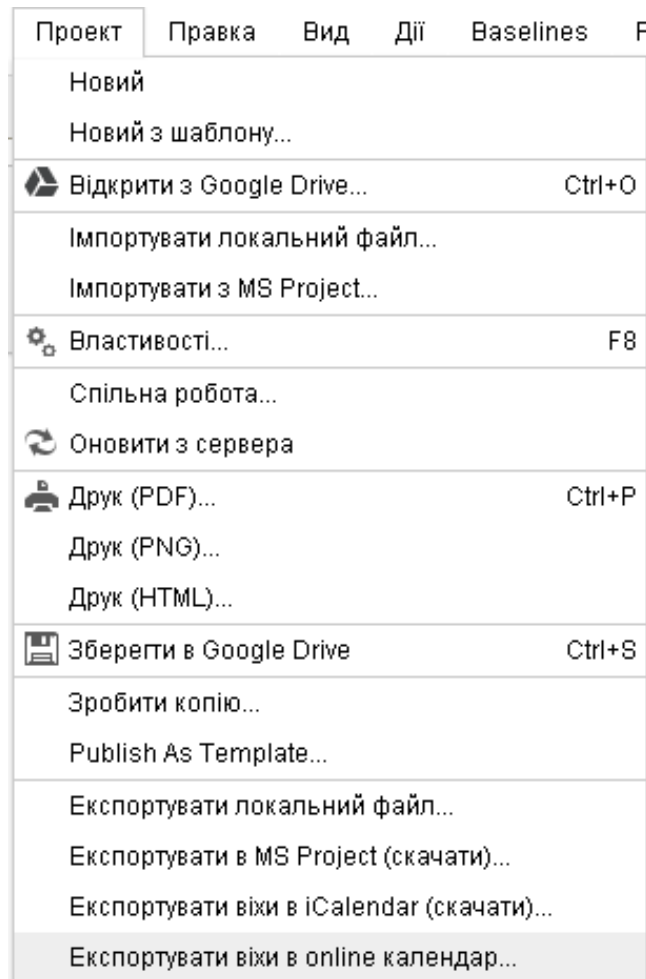 Проект Правка Вид Дії Baselines
Новий
Новий з шаблону...
Відкрити з Google Drive... Ctrl+O
Імпортувати локальний файл...
Імпортувати з MS Project...
Властивості... F8
Спільна робота...
Оновити з сервера
Друк (PDF)... Ctrl+P
Друк (PNG)...
Друк (HTML)...
Зберегти в Google Drive Ctrl+S
Зробити копію...
Publish As Template...
Експортувати локальний файл...
Експортувати в MS Project (скачати)...
Експортувати віхи в iCalendar (скачати)...
Експортувати віхи в online календар...